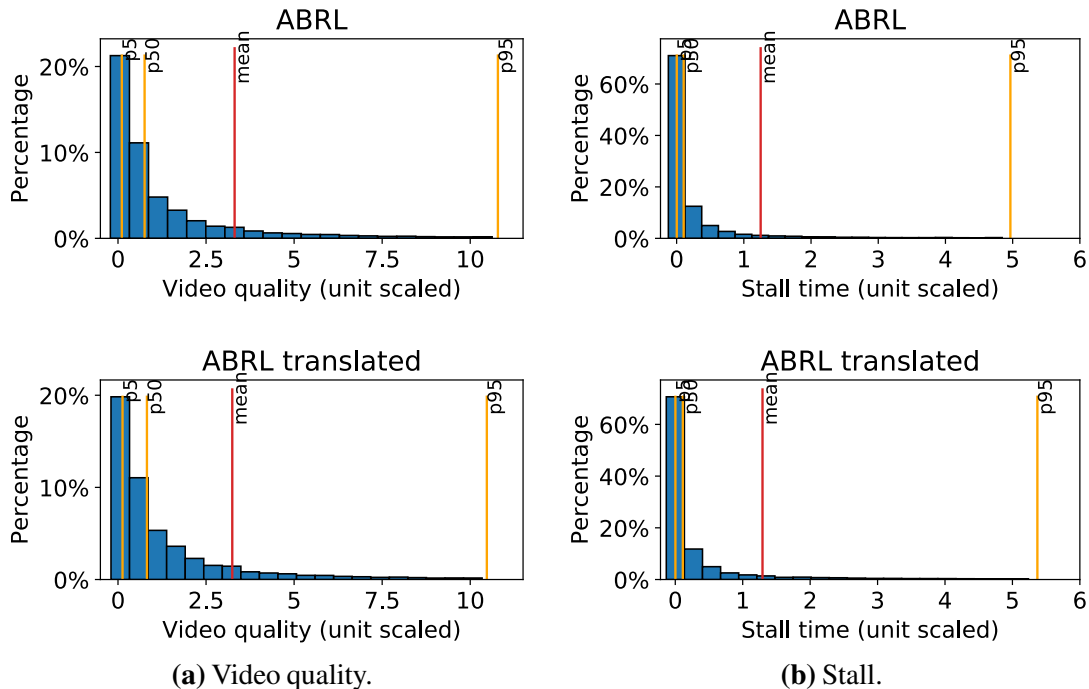 ABRL
p5
p50
mean
p95
Percentage
20%
10%
0%
0
2.5
5
7.5
10
Video quality (unit scaled)
ABRL
p5
p50
mean
p95
Percentage
60%
40%
20%
0%
0
1
2
3
4
5
6
Stall time (unit scaled)
ABRL translated
p5
p50
mean
p95
Percentage
20%
10%
0%
0
2.5
5
7.5
10
Video quality (unit scaled)
ABRL translated
p5
p50
mean
p95
Percentage
60%
40%
20%
0%
0
1
2
3
4
5
6
Stall time (unit scaled)
(a) Video quality.
(b) Stall.